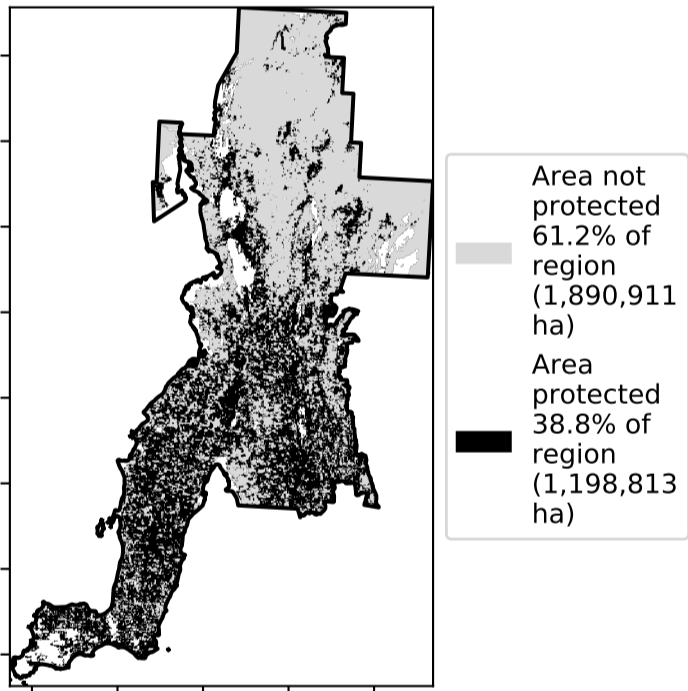 Area not
protected
61.2% of
region
(1,890,911
ha)
Area
protected
38.8% of
region
(1,198,813
ha)